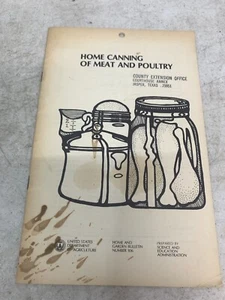 HOME CANNING
OF MEAT AND POULTRY
COUNTY EXTENSION OFFICE
COURTHOUSE ANNEX
TEXAS
UNITED STATES
DEPARTMENT
OF AGRICULTURE
HOME AND
GARDEN BULLETIN
NUMBER 106
PREPARED BY
SCIENCE AND
EDUCATION
ADMINISTRATION